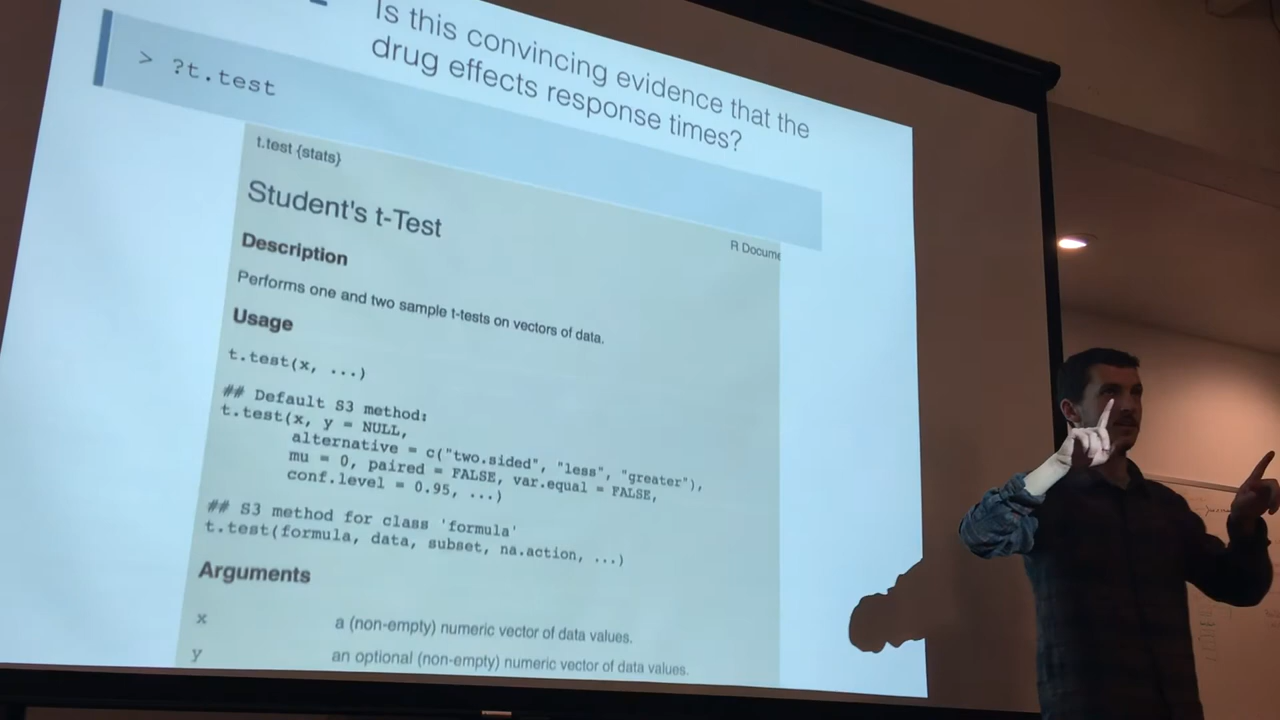 Is this convincing evidence that the
drug effects response times?
> ?t.test
t.test {stats}
R Docume
Student's t-Test
Description
Performs one and two sample t-tests on vectors of data.
Usage
t.test(x, ...)
## Default S3 method:
t.test(x, y = NULL,
alternative = c("two.sided", "less", "greater"),
mu = 0, paired = FALSE, var.equal = FALSE,
conf.level = 0.95, ...)
## S3 method for class 'formula'
t.test(formula, data, subset, na.action, ...)
Arguments
x a (non-empty) numeric vector of data values.
y an optional (non-empty) numeric vector of data values.